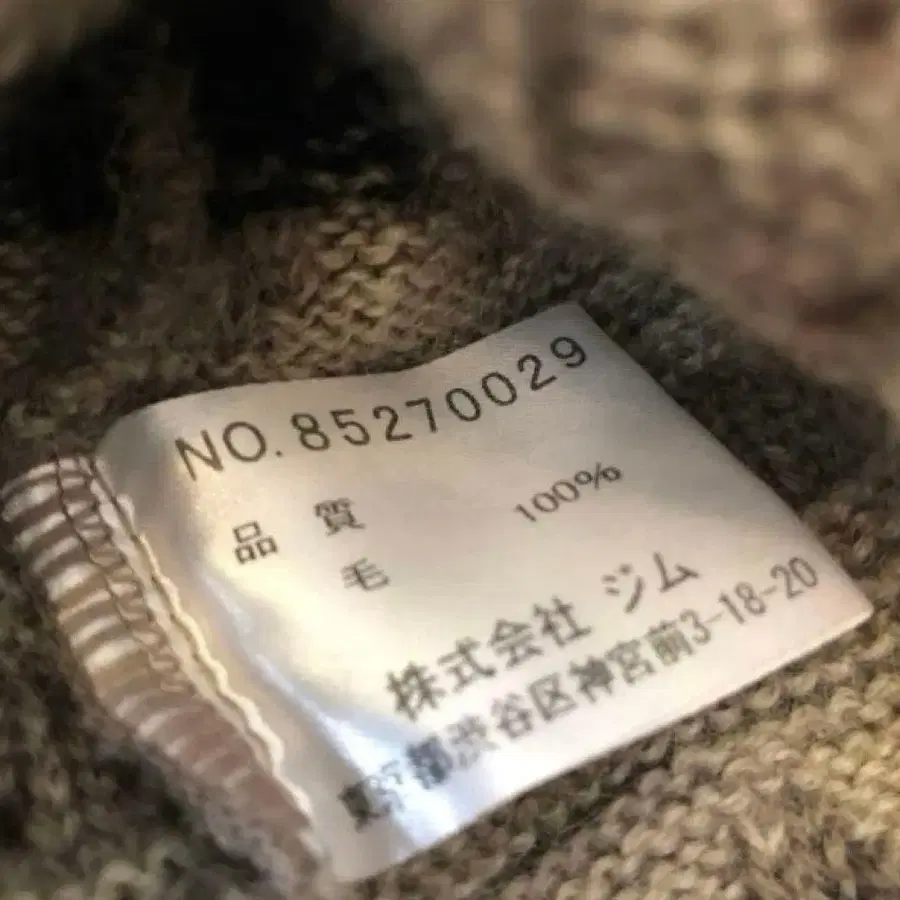 NO. 85270029
品 質
毛 100%
株式会社 ジム
東京都渋谷区神宮前3-18-20